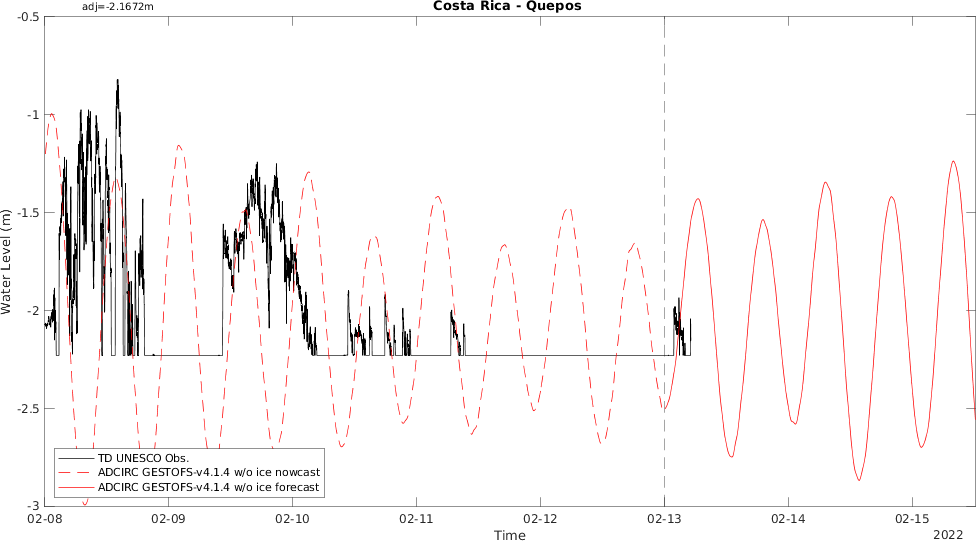 adj=-2.1672m
Costa Rica - Quepos
-0.5
-1
-1.5
-2
-2.5
-3
Water Level (m)
TD UNESCO Obs.
ADCIRC GESTOFS-v4.1.4 w/o ice nowcast
ADCIRC GESTOFS-v4.1.4 w/o ice forecast
02-08 02-09 02-10 02-11 02-12 02-13 02-14 02-15
Time
2022